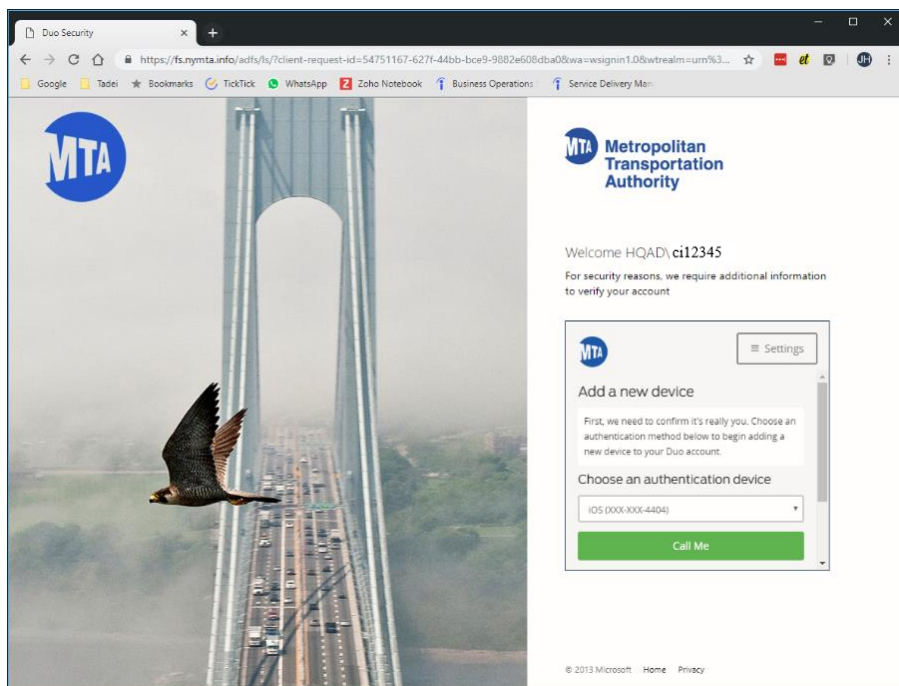 Duo Security
https://fs.nymta.info/adfs/ls/?client-request-id=54751167-627f-44bb-bce9-9882e608dba0&wa=wsignin1.0&wtrealm=urn%3...
JH
Google Tadei Bookmarks TickTick WhatsApp Zoho Notebook Business Operations Service Delivery Man
MTA
MTA Metropolitan
Transportation
Authority
Welcome HQAD\ ci12345
For security reasons, we require additional information
to verify your account
MTA
Settings
Add a new device
First, we need to confirm it's really you. Choose an
authentication method below to begin adding a
new device to your Duo account.
Choose an authentication device
iOS (XXX-XXX-4404)
Call Me
© 2013 Microsoft Home Privacy